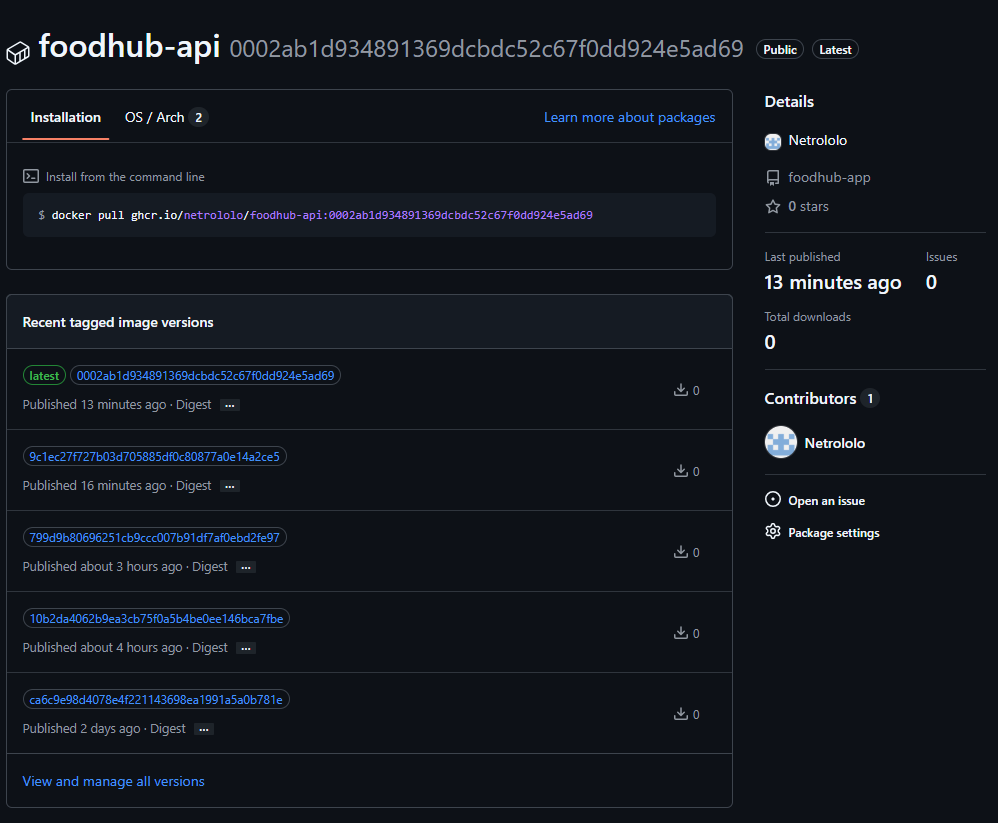 foodhub-api 0002ab1d934891369dcbdc52c67f0dd924e5ad69 Public Latest
Installation OS / Arch 2 Learn more about packages
Install from the command line
$ docker pull ghcr.io/netrololo/foodhub-api:0002ab1d934891369dcbdc52c67f0dd924e5ad69
Recent tagged image versions
latest 0002ab1d934891369dcbdc52c67f0dd924e5ad69
Published 13 minutes ago · Digest ...
0
9c1ec27f727b03d705885df0c80877a0e14a2ce5
Published 16 minutes ago · Digest ...
0
799d9b80696251cb9ccc007b91df7af0ebd2fe97
Published about 3 hours ago · Digest ...
0
10b2da4062b9ea3cb75f0a5b4be0ee146bca7fbe
Published about 4 hours ago · Digest ...
0
ca6c9e98d4078e4f221143698ea1991a5a0b781e
Published 2 days ago · Digest ...
0
View and manage all versions
Details
Netrololo
foodhub-app
0 stars
Last published Issues
13 minutes ago 0
Total downloads
0
Contributors 1
Netrololo
Open an issue
Package settings